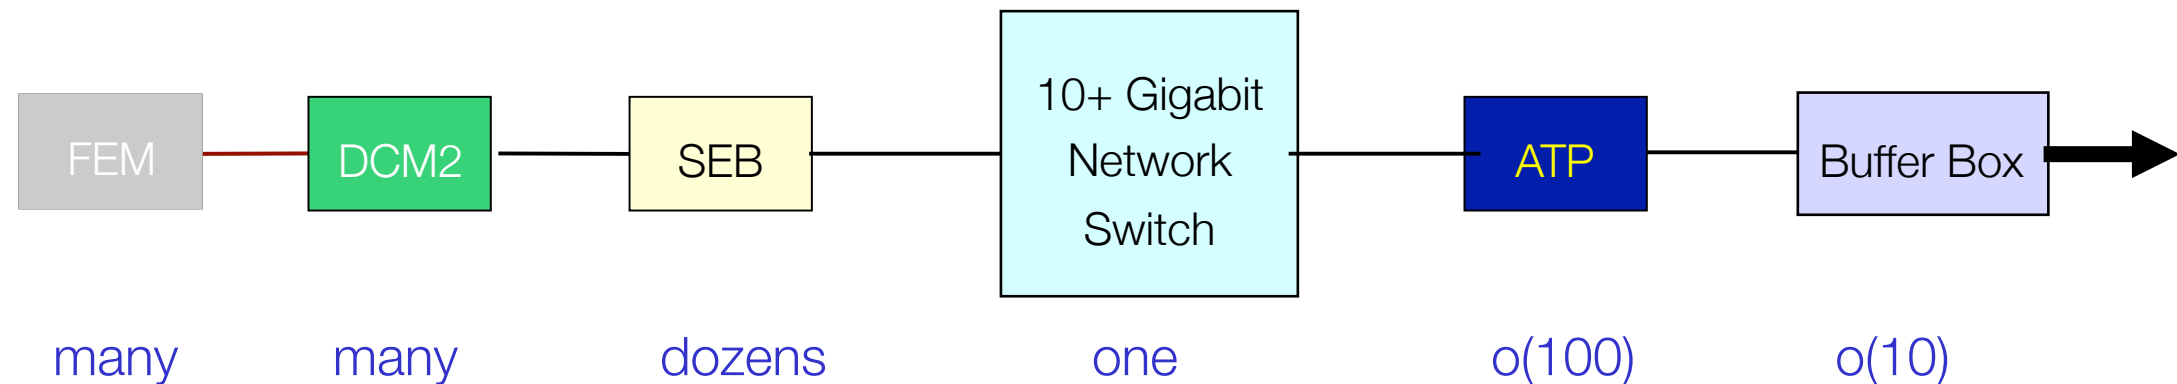 FEM
DCM2
SEB
10+ Gigabit
Network
Switch
ATP
Buffer Box
many
many
dozens
one
o(100)
o(10)